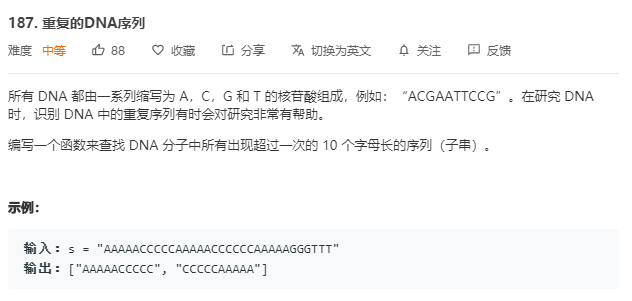 187. 重复的DNA序列
难度 中等 88 收藏 分享 切换为英文 关注 反馈
所有 DNA 都由一系列缩写为 A，C，G 和 T 的核苷酸组成，例如：“ACGAATTCCG”。在研究 DNA
时，识别 DNA 中的重复序列有时会对研究非常有帮助。
编写一个函数来查找 DNA 分子中所有出现超过一次的 10 个字母长的序列（子串）。
示例：
输入：s = "AAAAACCCCCAAAAACCCCCCAAAAAGGGTTT"
输出：["AAAAACCCCC", "CCCCCAAAAA"]